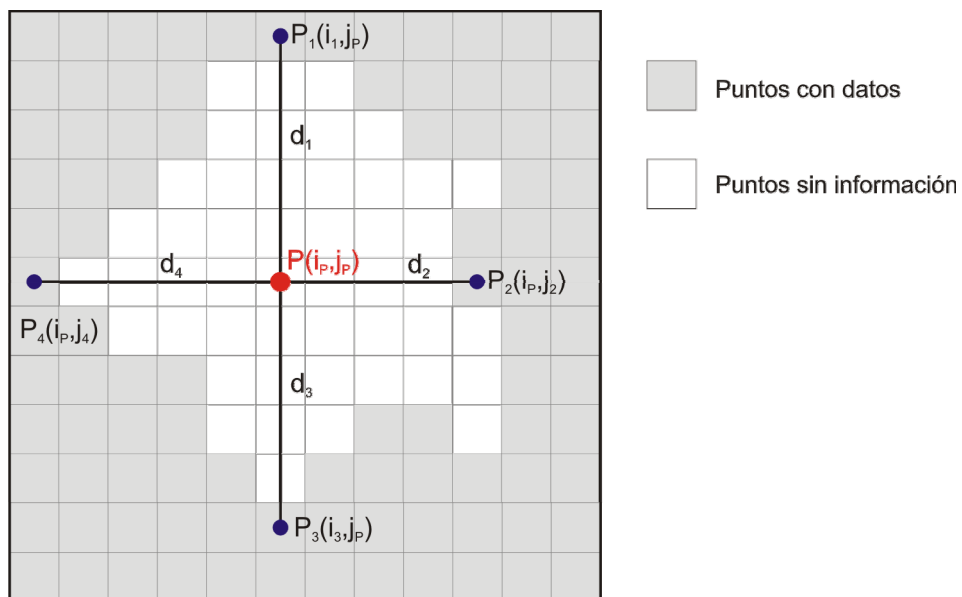 P₁(i₁,jₚ)
Puntos con datos
d₁
Puntos sin información
P(iₚ,jₚ)
d₄
d₂
P₂(iₚ,j₂)
P₄(iₚ,j₄)
d₃
P₃(i₃,jₚ)